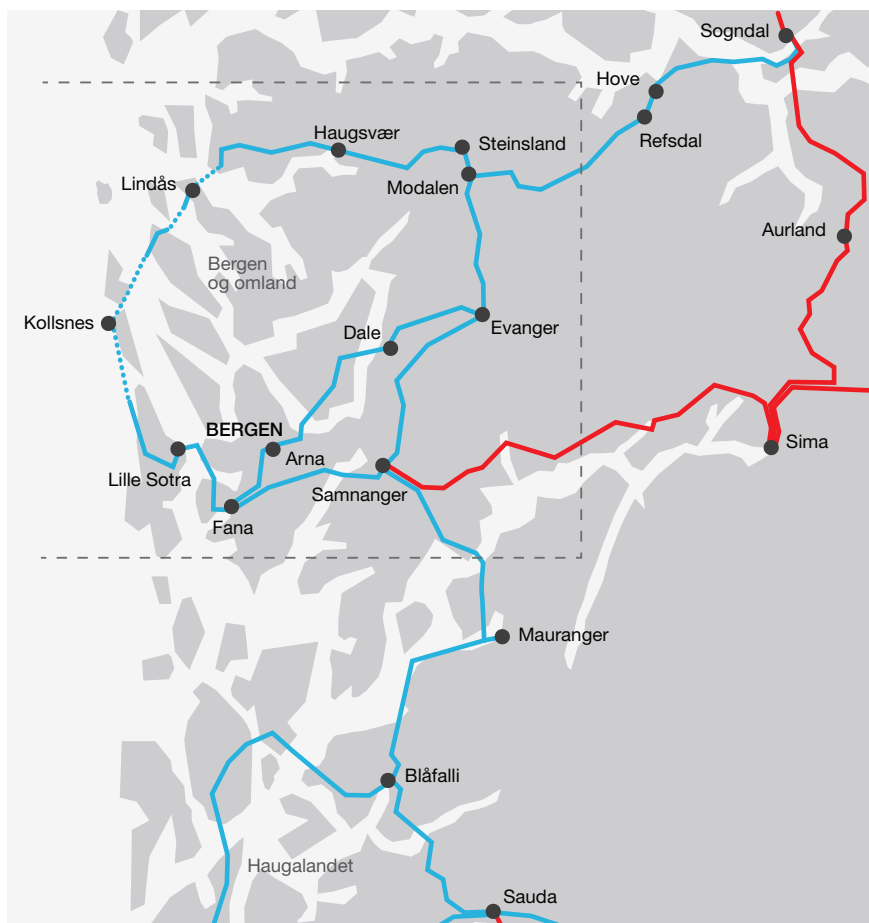 Sogndal
Hove
Refsdal
Haugsvær
Steinsland
Modalen
Lindås
Aurland
Bergen
og omland
Kollsnes
Dale
Evanger
BERGEN
Arna
Sima
Lille Sotra
Samnanger
Fana
Mauranger
Blåfalli
Haugalandet
Sauda